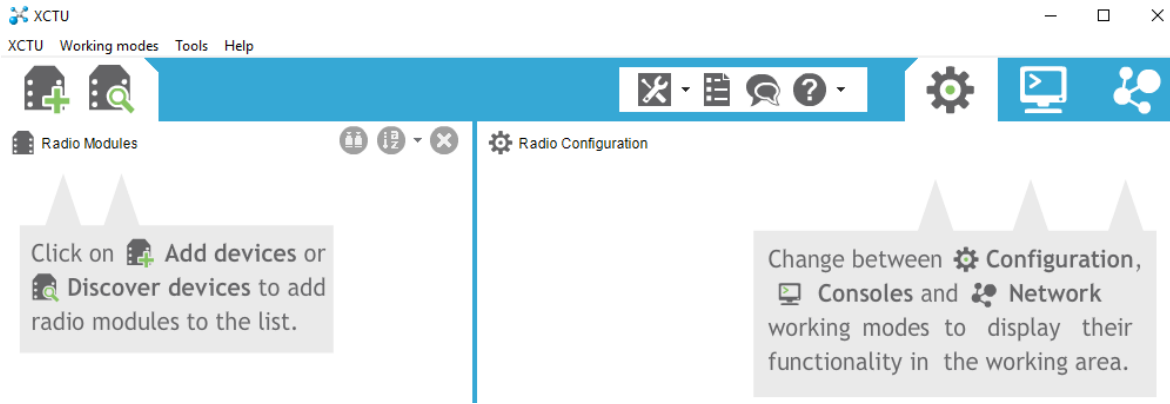 XCTU
XCTU Working modes Tools Help
Radio Modules
Radio Configuration
Click on Add devices or
Discover devices to add
radio modules to the list.
Change between Configuration,
Consoles and Network
working modes to display their
functionality in the working area.